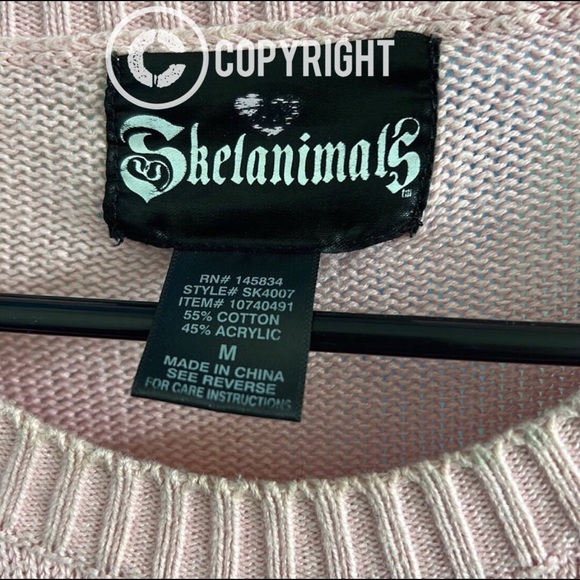 © COPYRIGHT
Skelanimals
TM
RN# 145834
STYLE# SK4007
ITEM# 10740491
55% COTTON
45% ACRYLIC
M
MADE IN CHINA
SEE REVERSE
FOR CARE INSTRUCTIONS